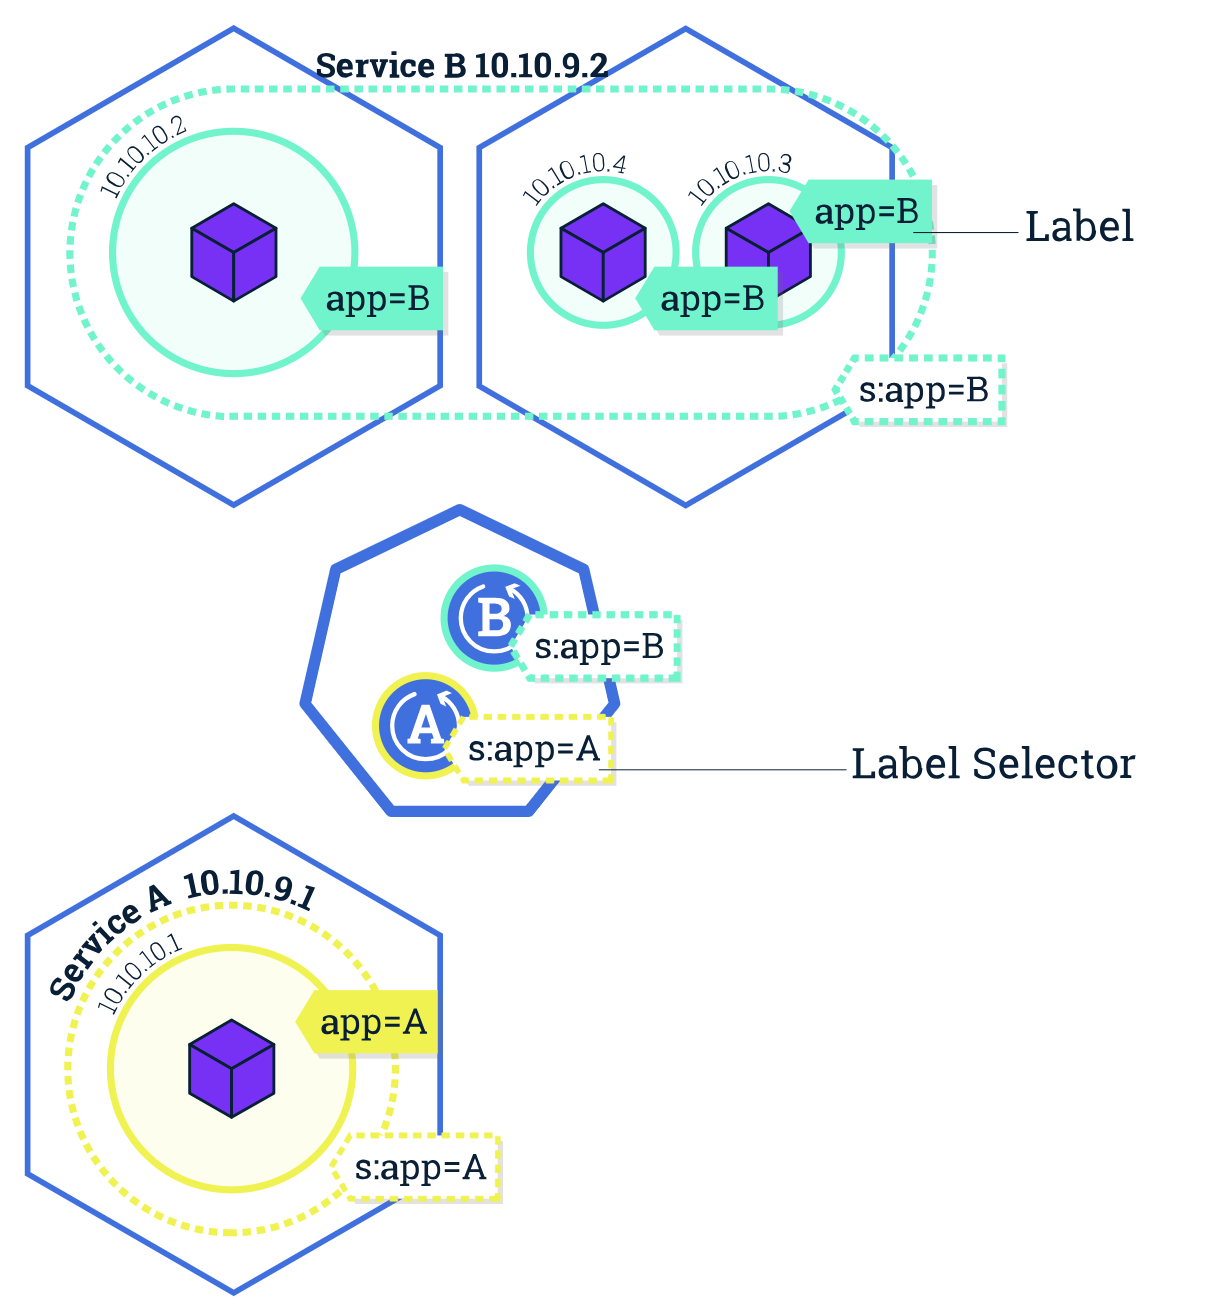 Service B 10.10.9.2
10.10.10.2
10.10.10.4
10.10.10.3
app=B
Label
app=B
app=B
s:app=B
B
s:app=B
A
s:app=A
Label Selector
Service A 10.10.9.1
10.10.10.1
app=A
s:app=A